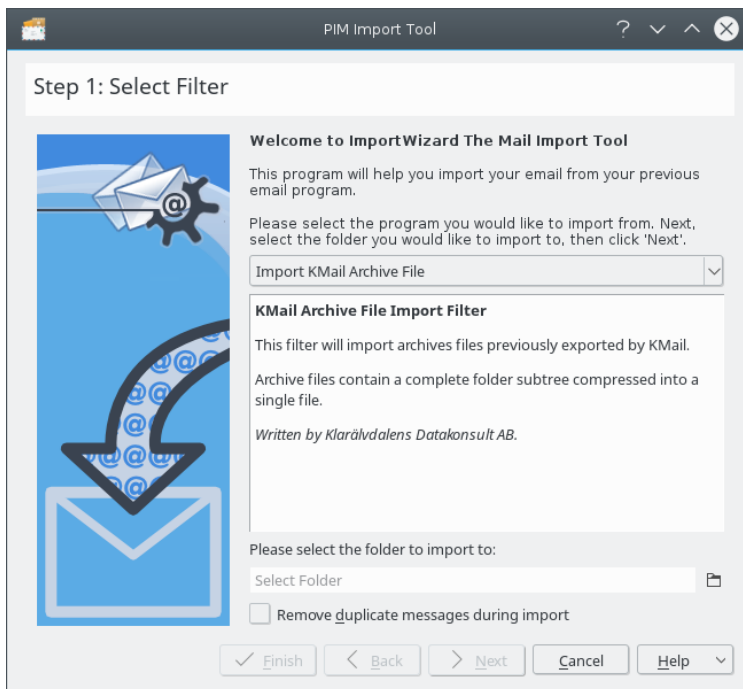 PIM Import Tool
Step 1: Select Filter
Welcome to ImportWizard The Mail Import Tool
This program will help you import your email from your previous
email program.
Please select the program you would like to import from. Next,
select the folder you would like to import to, then click 'Next'.
Import KMail Archive File
KMail Archive File Import Filter
This filter will import archives files previously exported by KMail.
Archive files contain a complete folder subtree compressed into a
single file.
Written by Klarälvdalens Datakonsult AB.
Please select the folder to import to:
Select Folder
Remove duplicate messages during import
Finish
Back
Next
Cancel
Help